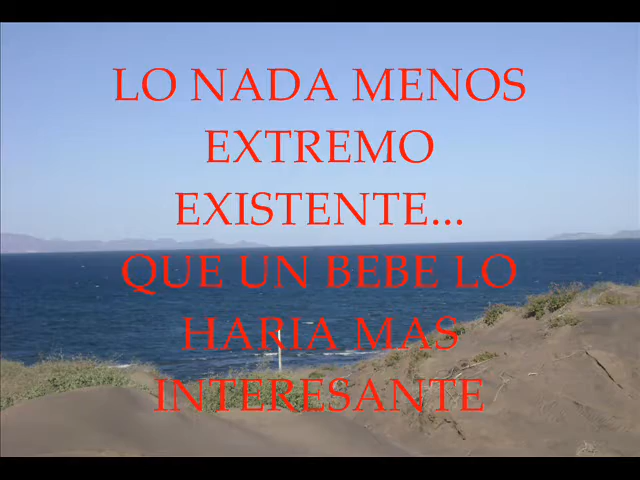 LO NADA MENOS
EXTREMO
EXISTENTE...
QUE UN BEBE LO
HARIA MAS
INTERESANTE